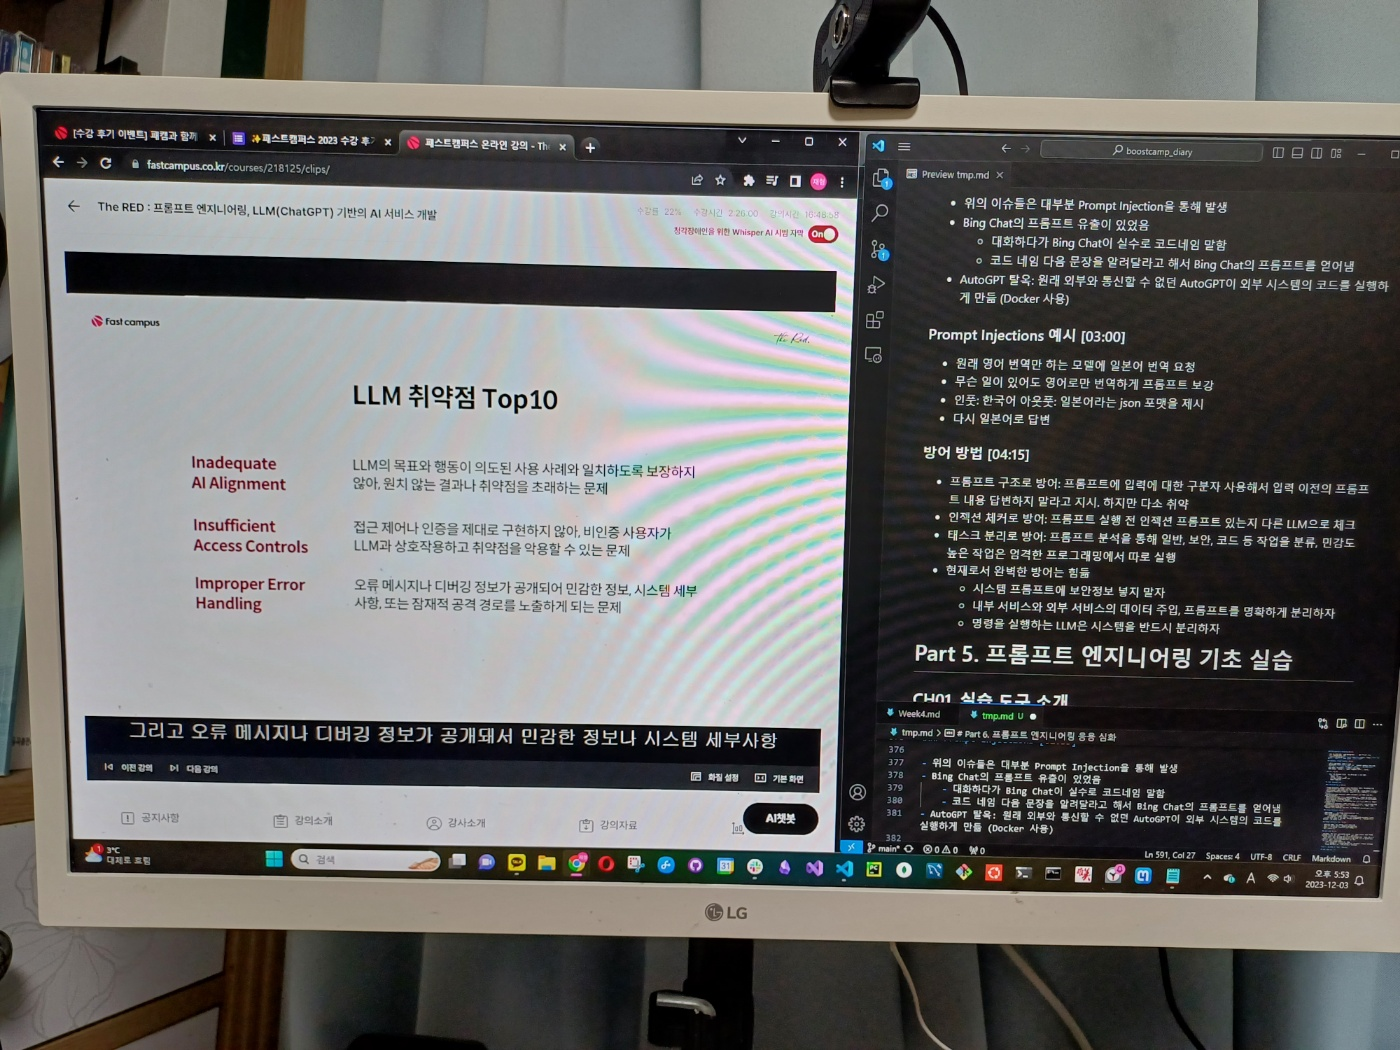 [수강 후기 이벤트] 패캠과 함께
✨패스트캠퍼스 2023 수강 후
패스트캠퍼스 온라인 강의 - Th
fastcampus.co.kr/courses/218125/clips/
The RED : 프롬프트 엔지니어링, LLM(ChatGPT) 기반의 AI 서비스 개발
수강률 22% 수강시간 2:26:00 강의시간 16:48:58
청각장애인을 위한 Whisper AI 시범 자막 On
Fast campus
The Red.
LLM 취약점 Top10
Inadequate
AI Alignment
LLM의 목표와 행동이 의도된 사용 사례와 일치하도록 보장하지
않아, 원치 않는 결과나 취약점을 초래하는 문제
Insufficient
Access Controls
접근 제어나 인증을 제대로 구현하지 않아, 비인증 사용자가
LLM과 상호작용하고 취약점을 악용할 수 있는 문제
Improper Error
Handling
오류 메시지나 디버깅 정보가 공개되어 민감한 정보, 시스템 세부
사항, 또는 잠재적 공격 경로를 노출하게 되는 문제
그리고 오류 메시지나 디버깅 정보가 공개돼서 민감한 정보나 시스템 세부사항
이전 강의 다음 강의 화질 설정 기본 화면
공지사항 강의소개 강사소개 강의자료 AI챗봇
boostcamp_diary
Preview tmp.md
• 위의 이슈들은 대부분 Prompt Injection을 통해 발생
• Bing Chat의 프롬프트 유출이 있었음
○ 대화하다가 Bing Chat이 실수로 코드네임 말함
○ 코드 네임 다음 문장을 알려달라고 해서 Bing Chat의 프롬프트를 얻어냄
• AutoGPT 탈옥: 원래 외부와 통신할 수 없던 AutoGPT이 외부 시스템의 코드를 실행하
게 만듦 (Docker 사용)
Prompt Injections 예시 [03:00]
• 원래 영어 번역만 하는 모델에 일본어 번역 요청
• 무슨 일이 있어도 영어로만 번역하게 프롬프트 보강
• 인풋: 한국어 아웃풋: 일본어라는 json 포맷을 제시
• 다시 일본어로 답변
방어 방법 [04:15]
• 프롬프트 구조로 방어: 프롬프트에 입력에 대한 구분자 사용해서 입력 이전의 프롬프
트 내용 답변하지 말라고 지시. 하지만 다소 취약
• 인젝션 체커로 방어: 프롬프트 실행 전 인젝션 프롬프트 있는지 다른 LLM으로 체크
• 태스크 분리로 방어: 프롬프트 분석을 통해 일반, 보안, 코드 등 작업을 분류, 민감도
높은 작업은 엄격한 프로그래밍에서 따로 실행
• 현재로서 완벽한 방어는 힘듦
○ 시스템 프롬프트에 보안정보 넣지 말자
○ 내부 서비스와 외부 서비스의 데이터 주입, 프롬프트를 명확하게 분리하자
○ 명령을 실행하는 LLM은 시스템을 반드시 분리하자
Part 5. 프롬프트 엔지니어링 기초 실습
CH01. 실습 도구 소개
Week4.md tmp.md U
tmp.md > # Part 6. 프롬프트 엔지니어링 응용 심화
376
377 - 위의 이슈들은 대부분 Prompt Injection을 통해 발생
378 - Bing Chat의 프롬프트 유출이 있었음
379 - 대화하다가 Bing Chat이 실수로 코드네임 말함
380 - 코드 네임 다음 문장을 알려달라고 해서 Bing Chat의 프롬프트를 얻어냄
381 - AutoGPT 탈옥: 원래 외부와 통신할 수 없던 AutoGPT이 외부 시스템의 코드를
실행하게 만듦 (Docker 사용)
382
main* 0 0 0 Ln 591, Col 27 Spaces: 4 UTF-8 CRLF Markdown
3°C
대체로 흐림
검색
A
오후 5:53
2023-12-03
LG